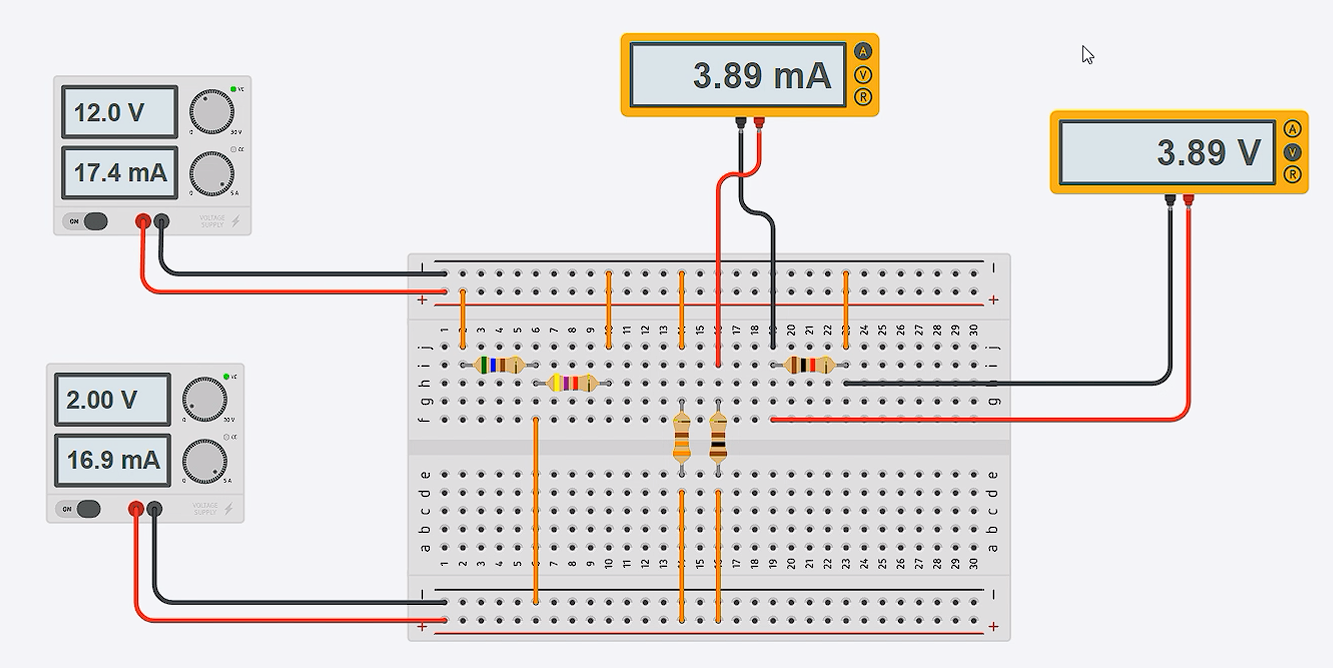 3.89 mA
A
V
R
12.0 V
17.4 mA
ON
VOLTAGE
SUPPLY
3.89 V
A
V
R
2.00 V
16.9 mA
ON
VOLTAGE
SUPPLY
+ +
1 2 3 4 5 6 7 8 9 10 11 12 13 14 15 16 17 18 19 20 21 22 23 24 25 26 27 28 29 30
j j
i i
h h
g g
f f
e e
d d
c c
b b
a a
1 2 3 4 5 6 7 8 9 10 11 12 13 14 15 16 17 18 19 20 21 22 23 24 25 26 27 28 29 30
+ +